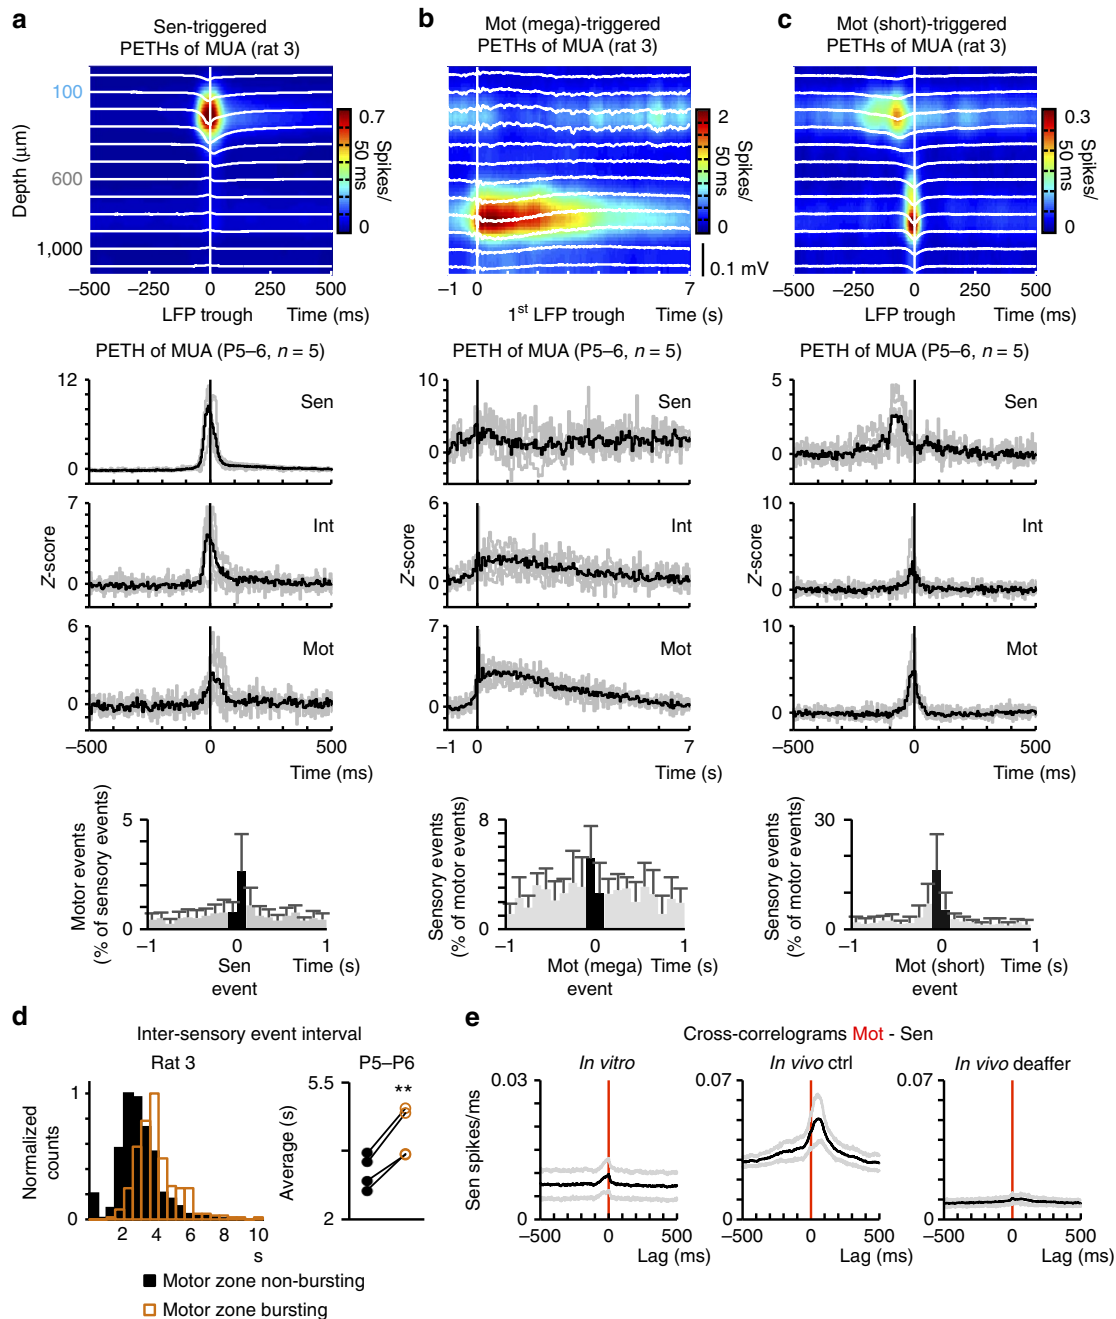 a
Sen-triggered
PETHs of MUA (rat 3)
100
600
1,000
Depth (μm)
0.7
0
Spikes/
50 ms
−500 −250 0 250 500
LFP trough Time (ms)
b
Mot (mega)-triggered
PETHs of MUA (rat 3)
2
0
Spikes/
50 ms
0.1 mV
−1 0 7
1st LFP trough Time (s)
c
Mot (short)-triggered
PETHs of MUA (rat 3)
0.3
0
Spikes/
50 ms
−500 −250 0 250 500
LFP trough Time (ms)
PETH of MUA (P5–6, n = 5)
12
0
Sen
7
0
Int
Z-score
6
0
Mot
−500 0 500
Time (ms)
PETH of MUA (P5–6, n = 5)
10
0
Sen
6
0
Int
Z-score
7
0
Mot
−1 0 7
Time (s)
PETH of MUA (P5–6, n = 5)
5
0
Sen
10
0
Int
Z-score
10
0
Mot
−500 0 500
Time (ms)
Motor events
(% of sensory events)
5
0
−1 0 1
Sen Time (s)
event
Sensory events
(% of motor events)
8
0
−1 0 1
Mot (mega) Time (s)
event
Sensory events
(% of motor events)
30
0
−1 0 1
Mot (short) Time (s)
event
d
Inter-sensory event interval
Rat 3
Normalized
counts
1
0
2 4 6 8 10
s
P5–P6
Average (s)
5.5
2
**
Motor zone non-bursting
Motor zone bursting
e
Cross-correlograms Mot - Sen
In vitro
Sen spikes/ms
0.03
0
−500 0 500
Lag (ms)
In vivo ctrl
0.07
0
−500 0 500
Lag (ms)
In vivo deaffer
0.07
0
−500 0 500
Lag (ms)